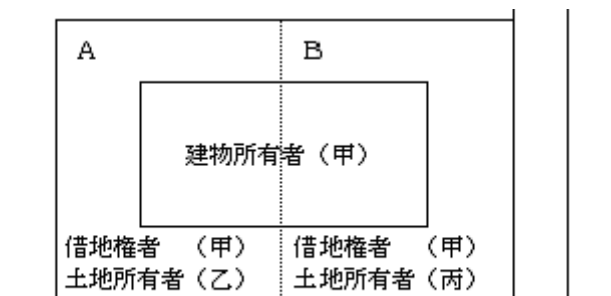 A B
建物所有者（甲）
借地権者　（甲） 借地権者　（甲）
土地所有者（乙） 土地所有者（丙）